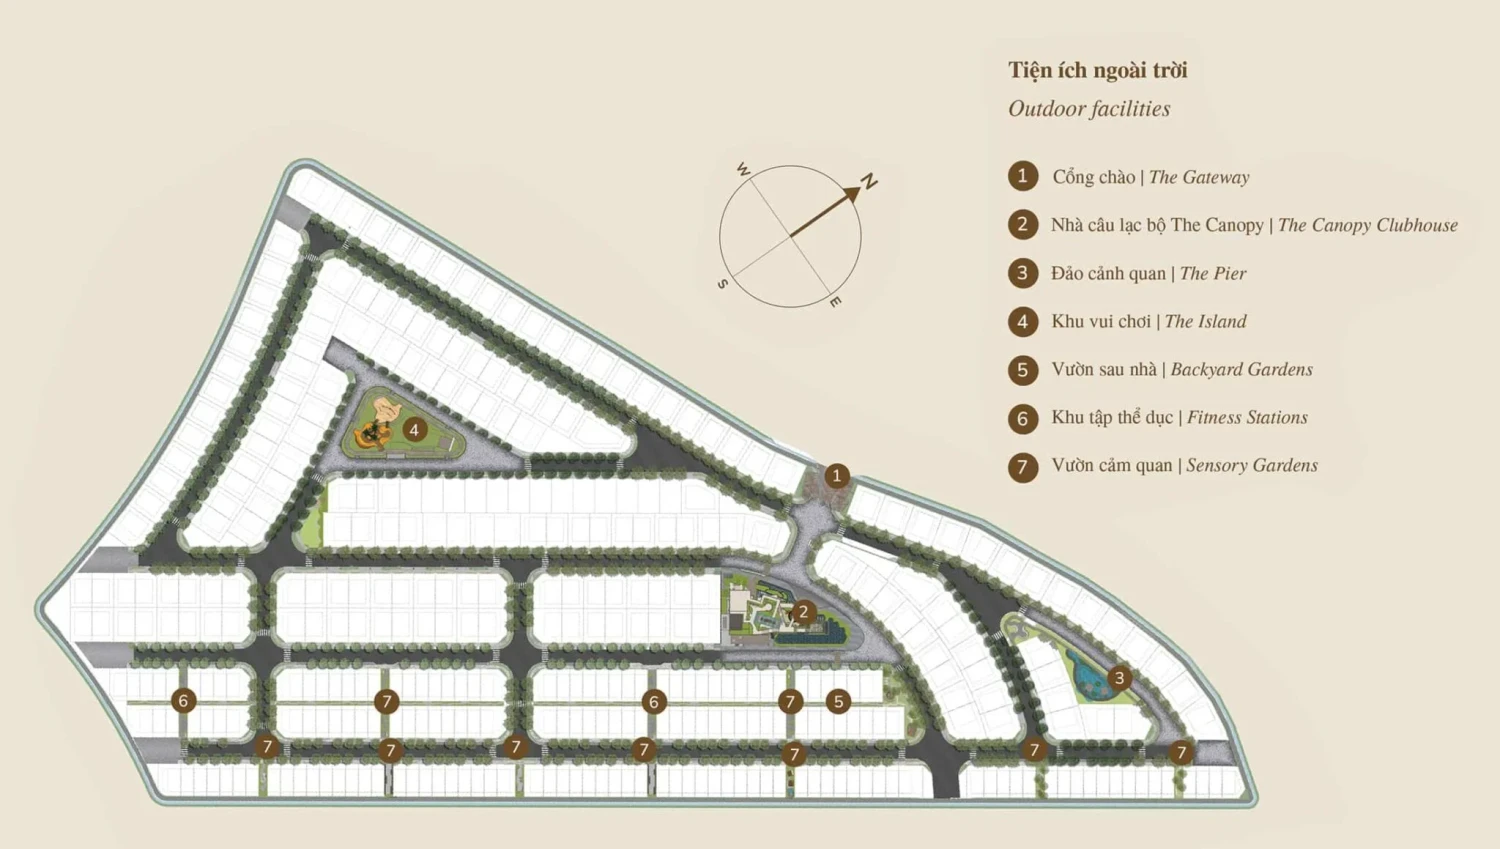 Tiện ích ngoài trời
Outdoor facilities
1 Cổng chào | The Gateway
2 Nhà câu lạc bộ The Canopy | The Canopy Clubhouse
3 Đảo cảnh quan | The Pier
4 Khu vui chơi | The Island
5 Vườn sau nhà | Backyard Gardens
6 Khu tập thể dục | Fitness Stations
7 Vườn cảm quan | Sensory Gardens
W
N
S
E
4
1
2
3
6
7
6
7
5
7
7
7
7
7
7
7